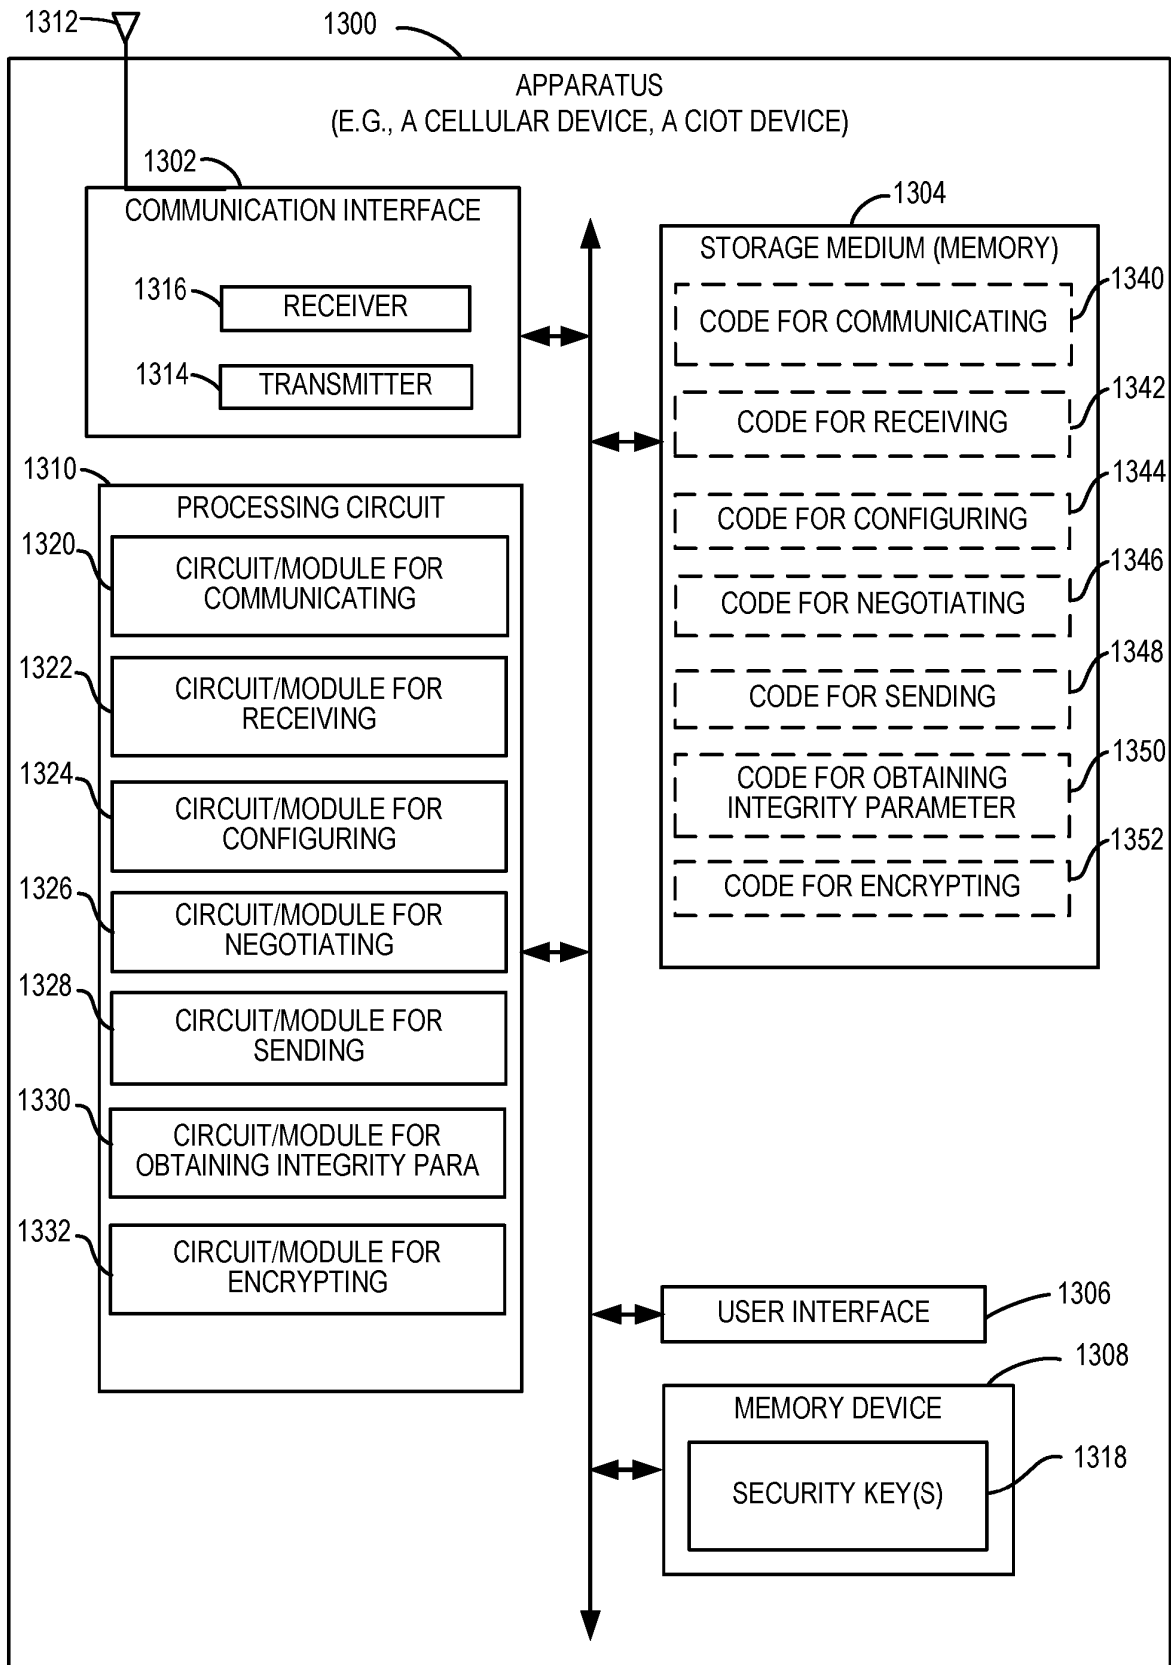 1312
1300
APPARATUS
(E.G., A CELLULAR DEVICE, A CIOT DEVICE)
1302
COMMUNICATION INTERFACE
1316
RECEIVER
1314
TRANSMITTER
1304
STORAGE MEDIUM (MEMORY)
1340
CODE FOR COMMUNICATING
1342
CODE FOR RECEIVING
1344
CODE FOR CONFIGURING
1346
CODE FOR NEGOTIATING
1348
CODE FOR SENDING
1350
CODE FOR OBTAINING
INTEGRITY PARAMETER
1352
CODE FOR ENCRYPTING
1310
PROCESSING CIRCUIT
1320
CIRCUIT/MODULE FOR
COMMUNICATING
1322
CIRCUIT/MODULE FOR
RECEIVING
1324
CIRCUIT/MODULE FOR
CONFIGURING
1326
CIRCUIT/MODULE FOR
NEGOTIATING
1328
CIRCUIT/MODULE FOR
SENDING
1330
CIRCUIT/MODULE FOR
OBTAINING INTEGRITY PARA
1332
CIRCUIT/MODULE FOR
ENCRYPTING
USER INTERFACE
1306
1308
MEMORY DEVICE
1318
SECURITY KEY(S)